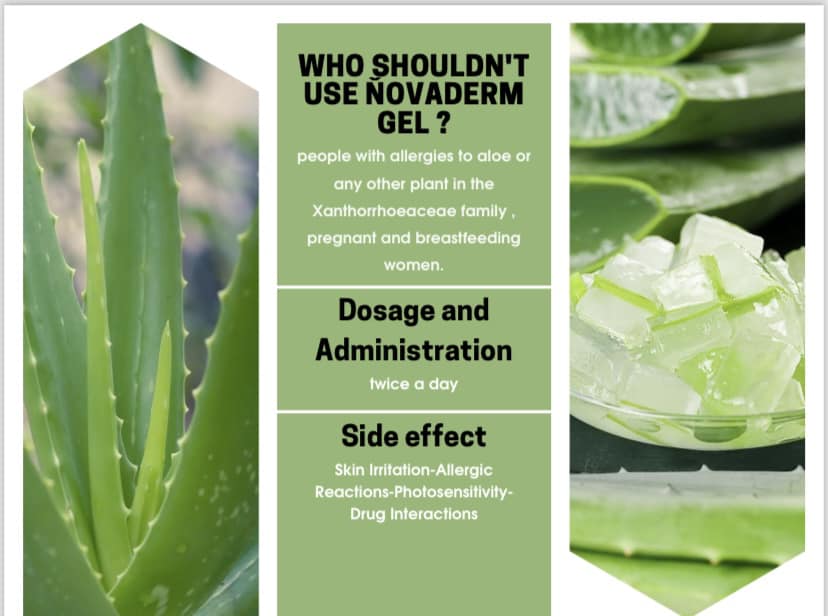 WHO SHOULDN'T
USE ÑOVADERM
GEL ?
people with allergies to aloe or
any other plant in the
Xanthorrhoeaceae family ,
pregnant and breastfeeding
women.
Dosage and
Administration
twice a day
Side effect
Skin Irritation-Allergic
Reactions-Photosensitivity-
Drug Interactions